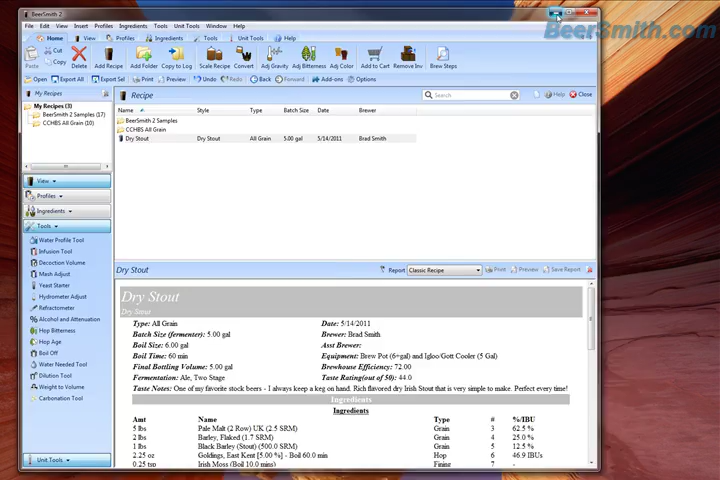 BeerSmith 2
BeerSmith.com
File Edit View Insert Profiles Ingredients Tools Unit Tools Window Help
Home View Profiles Ingredients Tools Unit Tools Help
Paste Cut Copy Delete Add Recipe Add Folder Copy to Log Scale Recipe Convert Adj Gravity Adj Bitterness Adj Color Add to Cart Remove Inv Brew Steps
Open Export All Export Sel Print Preview Undo Redo Back Forward Add-ons Options
My Recipes
Recipe
Search
Help Close
My Recipes (3)
BeerSmith 2 Samples (17)
CCHBS All Grain (10)
Name Style Type Batch Size Date Brewer
BeerSmith 2 Samples
CCHBS All Grain
Dry Stout Dry Stout All Grain 5.00 gal 5/14/2011 Brad Smith
View
Profiles
Ingredients
Tools
Water Profile Tool
Infusion Tool
Decoction Volume
Mash Adjust
Yeast Starter
Hydrometer Adjust
Refractometer
Alcohol and Attenuation
Hop Bitterness
Hop Age
Boil Off
Water Needed Tool
Dilution Tool
Weight to Volume
Carbonation Tool
Unit Tools
Dry Stout
Report Classic Recipe Print Preview Save Report
Dry Stout
Dry Stout
Type: All Grain Date: 5/14/2011
Batch Size (fermenter): 5.00 gal Brewer: Brad Smith
Boil Size: 6.00 gal Asst Brewer:
Boil Time: 60 min Equipment: Brew Pot (6+gal) and Igloo/Gott Cooler (5 Gal)
Final Bottling Volume: 5.00 gal Brewhouse Efficiency: 72.00
Fermentation: Ale, Two Stage Taste Rating(out of 50): 44.0
Taste Notes: One of my favorite stock beers - I always keep a keg on hand. Rich flavored dry Irish Stout that is very simple to make. Perfect every time!
Ingredients
Ingredients
Amt Name Type # %/IBU
5 lbs Pale Malt (2 Row) UK (2.5 SRM) Grain 3 62.5 %
2 lbs Barley, Flaked (1.7 SRM) Grain 4 25.0 %
1 lbs Black Barley (Stout) (500.0 SRM) Grain 5 12.5 %
2.25 oz Goldings, East Kent [5.00 %] - Boil 60.0 min Hop 6 46.9 IBUs
0.25 tsp Irish Moss (Boil 10.0 mins) Fining 7 -